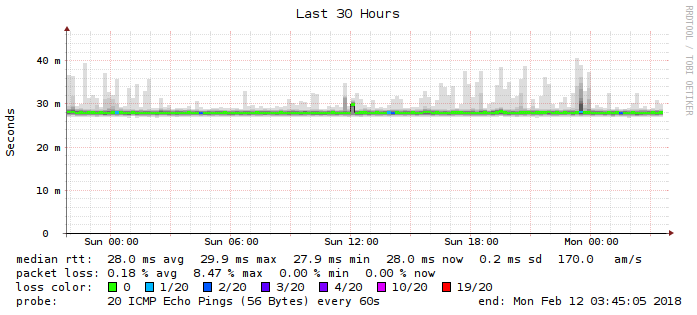 Last 30 Hours
RRDTOOL / TOBI OETIKER
Seconds
40 m
30 m
20 m
10 m
0
Sun 00:00 Sun 06:00 Sun 12:00 Sun 18:00 Mon 00:00
median rtt: 28.0 ms avg 29.9 ms max 27.9 ms min 28.0 ms now 0.2 ms sd 170.0 am/s
packet loss: 0.18 % avg 8.47 % max 0.00 % min 0.00 % now
loss color: 0 1/20 2/20 3/20 4/20 10/20 19/20
probe: 20 ICMP Echo Pings (56 Bytes) every 60s end: Mon Feb 12 03:45:05 2018